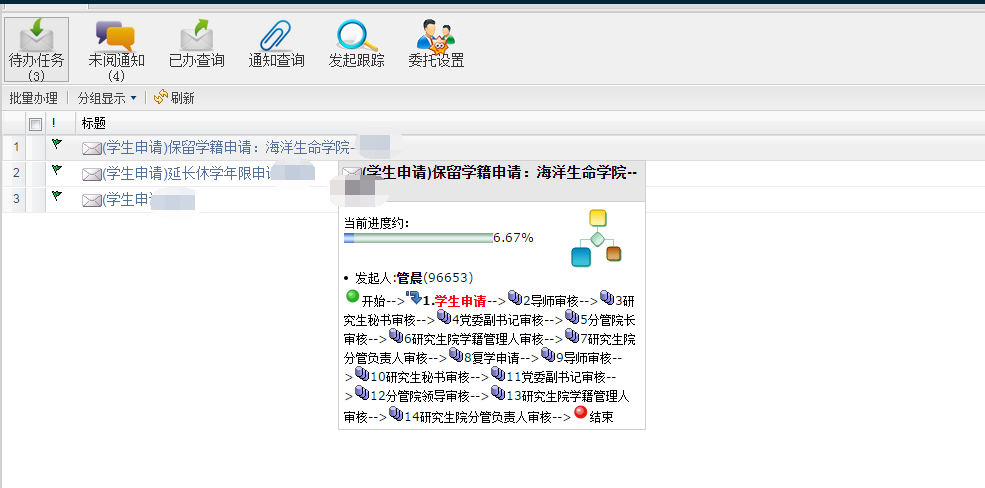 待办任务 未阅通知 已办查询 通知查询 发起跟踪 委托设置
(3) (4)
批量办理 分组显示 刷新
! 标题
1 (学生申请)保留学籍申请：海洋生命学院-
2 (学生申请)延长休学年限申请
3 (学生申
(学生申请)保留学籍申请：海洋生命学院--
当前进度约：
6.67%
• 发起人:管晨(96653)
开始-->1.学生申请-->2导师审核-->3研
究生秘书审核-->4党委副书记审核-->5分管院长
审核-->6研究生院学籍管理人审核-->7研究生院
分管负责人审核-->8复学申请-->9导师审核--
>10研究生秘书审核-->11党委副书记审核--
>12分管院领导审核-->13研究生院学籍管理人
审核-->14研究生院分管负责人审核-->结束